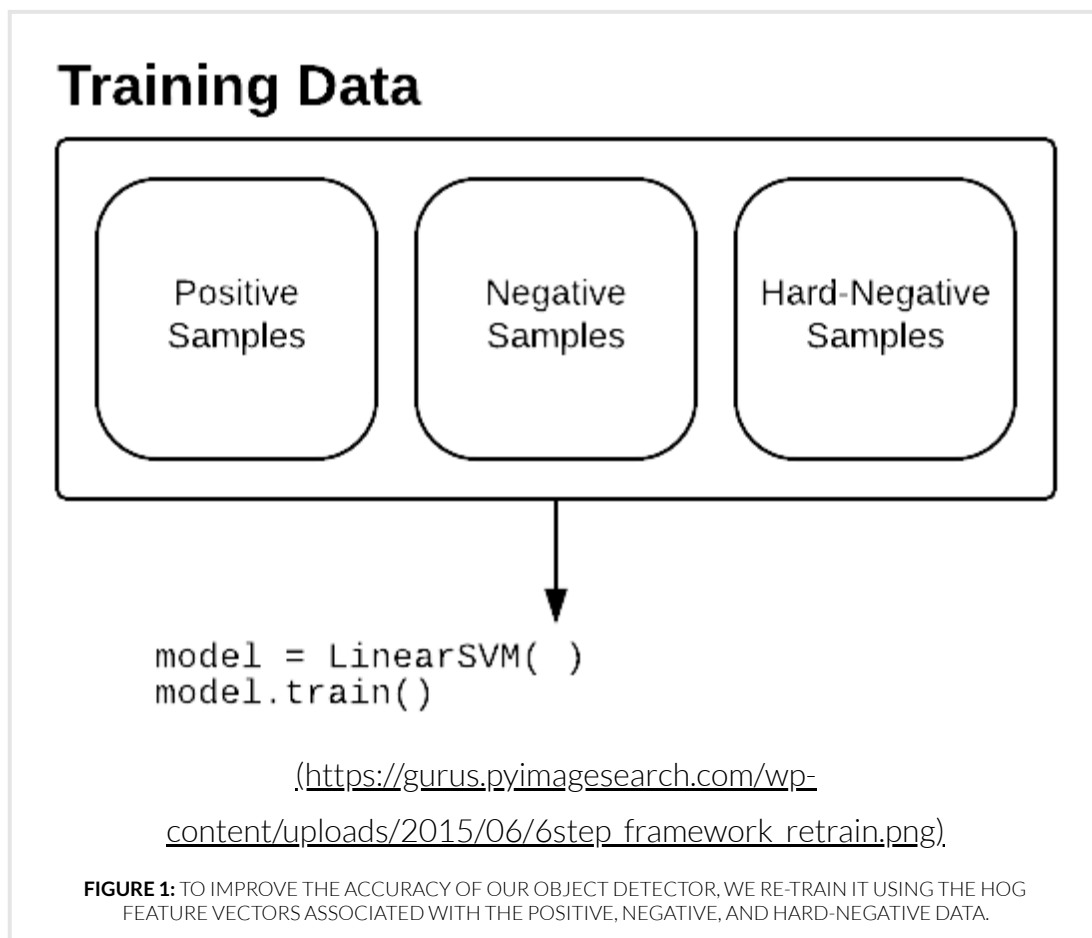 Training Data
Positive
Samples
Negative
Samples
Hard-Negative
Samples
model = LinearSVM( )
model.train()
(https://gurus.pyimagesearch.com/wp-
content/uploads/2015/06/6step_framework_retrain.png)
FIGURE 1: TO IMPROVE THE ACCURACY OF OUR OBJECT DETECTOR, WE RE-TRAIN IT USING THE HOG
FEATURE VECTORS ASSOCIATED WITH THE POSITIVE, NEGATIVE, AND HARD-NEGATIVE DATA.